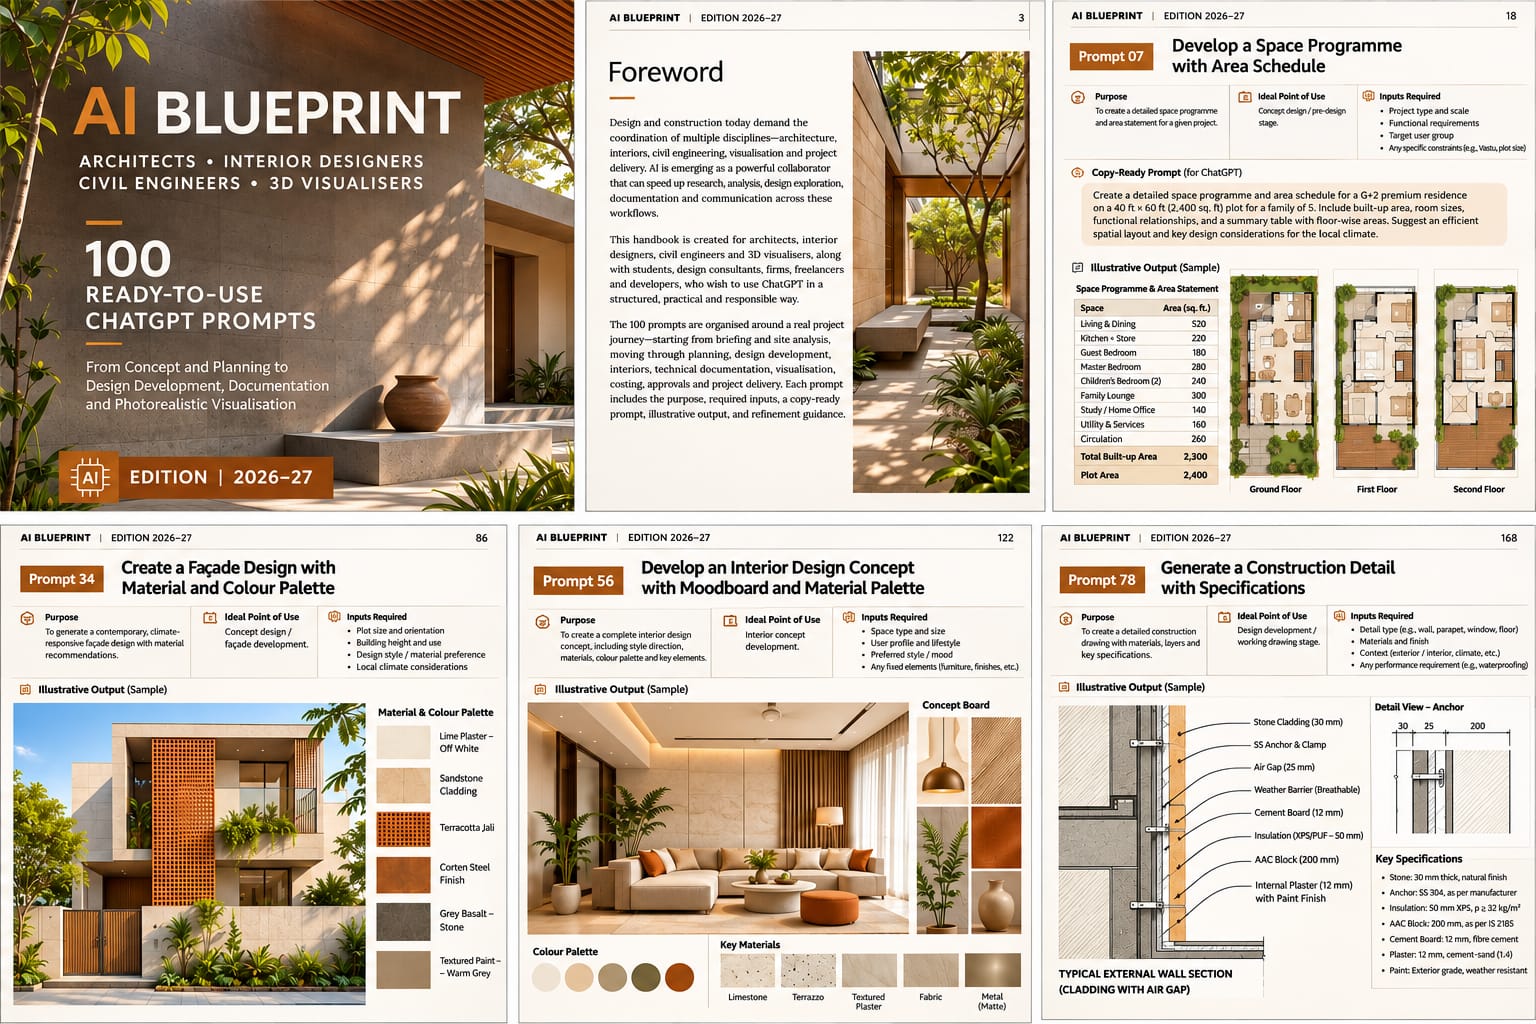 AI BLUEPRINT
ARCHITECTS • INTERIOR DESIGNERS
CIVIL ENGINEERS • 3D VISUALISERS
100
READY-TO-USE
CHATGPT PROMPTS
From Concept and Planning to
Design Development, Documentation
and Photorealistic Visualisation
AI
EDITION | 2026–27
AI BLUEPRINT | EDITION 2026–27
3
Foreword
Design and construction today demand the
coordination of multiple disciplines—architecture,
interiors, civil engineering, visualisation and project
delivery. AI is emerging as a powerful collaborator
that can speed up research, analysis, design exploration,
documentation and communication across these
workflows.
This handbook is created for architects, interior
designers, civil engineers and 3D visualisers, along
with students, design consultants, firms, freelancers
and developers, who wish to use ChatGPT in a
structured, practical and responsible way.
The 100 prompts are organised around a real project
journey—starting from briefing and site analysis,
moving through planning, design development,
interiors, technical documentation, visualisation,
costing, approvals and project delivery. Each prompt
includes the purpose, required inputs, a copy-ready
prompt, illustrative output, and refinement guidance.
AI BLUEPRINT | EDITION 2026–27
18
Prompt 07
Develop a Space Programme
with Area Schedule
Purpose
To create a detailed space programme
and area statement for a given project.
Ideal Point of Use
Concept design / pre-design
stage.
Inputs Required
• Project type and scale
• Functional requirements
• Target user group
• Any specific constraints (e.g., Vastu, plot size)
Copy-Ready Prompt (for ChatGPT)
Create a detailed space programme and area schedule for a G+2 premium residence
on a 40 ft × 60 ft (2,400 sq. ft) plot for a family of 5. Include built-up area, room sizes,
functional relationships, and a summary table with floor-wise areas. Suggest an efficient
spatial layout and key design considerations for the local climate.
Illustrative Output (Sample)
Space Programme & Area Statement
Space Area (sq. ft.)
Living & Dining S20
Kitchen + Store 220
Guest Bedroom 180
Master Bedroom 280
Children's Bedroom (2) 240
Family Lounge 300
Study / Home Office 140
Utility & Services 160
Circulation 260
Total Built-up Area 2,300
Plot Area 2,400
Ground Floor
First Floor
Second Floor
AI BLUEPRINT | EDITION 2026–27
86
Prompt 34
Create a Façade Design with
Material and Colour Palette
Purpose
To generate a contemporary, climate-
responsive façade design with material
recommendations.
Ideal Point of Use
Concept design /
façade development.
Inputs Required
• Plot size and orientation
• Building height and use
• Design style / material preference
• Local climate considerations
Illustrative Output (Sample)
Material & Colour Palette
Lime Plaster –
Off White
Sandstone
Cladding
Terracotta Jali
Corten Steel
Finish
Grey Basalt –
Stone
Textured Paint –
– Warm Grey
AI BLUEPRINT | EDITION 2026–27
122
Prompt 56
Develop an Interior Design Concept
with Moodboard and Material Palette
Purpose
To create a complete interior design
concept, including style direction,
materials, colour palette and key elements.
Ideal Point of Use
Interior concept
development.
Inputs Required
• Space type and size
• User profile and lifestyle
• Preferred style / mood
• Any fixed elements (furniture, finishes, etc.)
Illustrative Output (Sample)
Concept Board
Colour Palette
Key Materials
Limestone
Terrazzo
Textured
Plaster
Fabric
Metal
(Matte)
AI BLUEPRINT | EDITION 2026–27
168
Prompt 78
Generate a Construction Detail
with Specifications
Purpose
To create a detailed construction
drawing with materials, layers and
key specifications.
Ideal Point of Use
Design development /
working drawing stage.
Inputs Required
• Detail type (e.g., wall, parapet, window, floor)
• Materials and finish
• Context (exterior / interior, climate, etc.)
• Any performance requirement (e.g., waterproofing)
Illustrative Output (Sample)
Stone Cladding (30 mm)
SS Anchor & Clamp
Air Gap (25 mm)
Weather Barrier (Breathable)
Cement Board (12 mm)
Insulation (XPS/PUF – 50 mm)
AAC Block (200 mm)
Internal Plaster (12 mm)
with Paint Finish
TYPICAL EXTERNAL WALL SECTION
(CLADDING WITH AIR GAP)
Detail View – Anchor
30 25 200
Key Specifications
• Stone: 30 mm thick, natural finish
• Anchor: SS 304, as per manufacturer
• Insulation: 50 mm XPS, ρ ≥ 32 kg/m³
• AAC Block: 200 mm, as per IS 2185
• Cement Board: 12 mm, fibre cement
• Plaster: 12 mm, cement-sand (1:4)
• Paint: Exterior grade, weather resistant